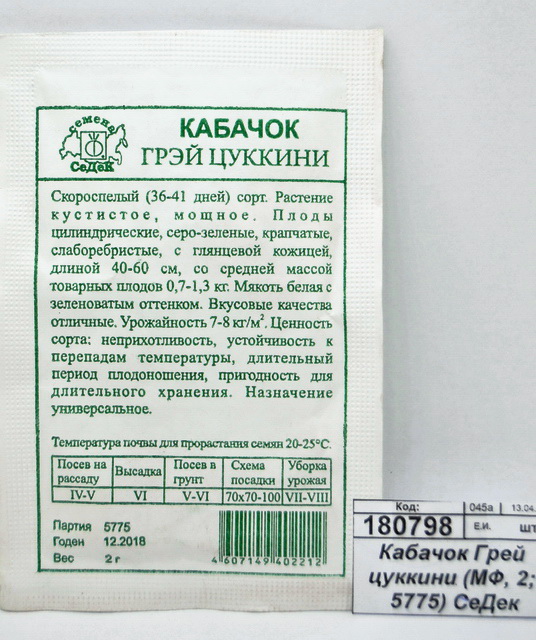 семена
СеДеК
КАБАЧОК
ГРЭЙ ЦУККИНИ
Скороспелый (36-41 дней) сорт. Растение
кустистое, мощное. Плоды
цилиндрические, серо-зеленые, крапчатые,
слаборебристые, с глянцевой кожицей,
длиной 40-60 см, со средней массой
товарных плодов 0,7-1,3 кг. Мякоть белая с
зеленоватым оттенком. Вкусовые качества
отличные. Урожайность 7-8 кг/м². Ценность
сорта: неприхотливость, устойчивость к
перепадам температуры, длительный
период плодоношения, пригодность для
длительного хранения. Назначение
универсальное.
Температура почвы для прорастания семян 20-25°С.
Посев на рассаду Высадка Посев в грунт Схема посадки Уборка урожая
IV-V VI V-VI 70х70-100 VII-VIII
Партия 5775
Годен 12.2018
Вес 2 г
4 607149 402212
Код: 045а 13.04
180798 Е.И. шт
Кабачок Грей
цуккини (МФ, 2;
5775) СеДек